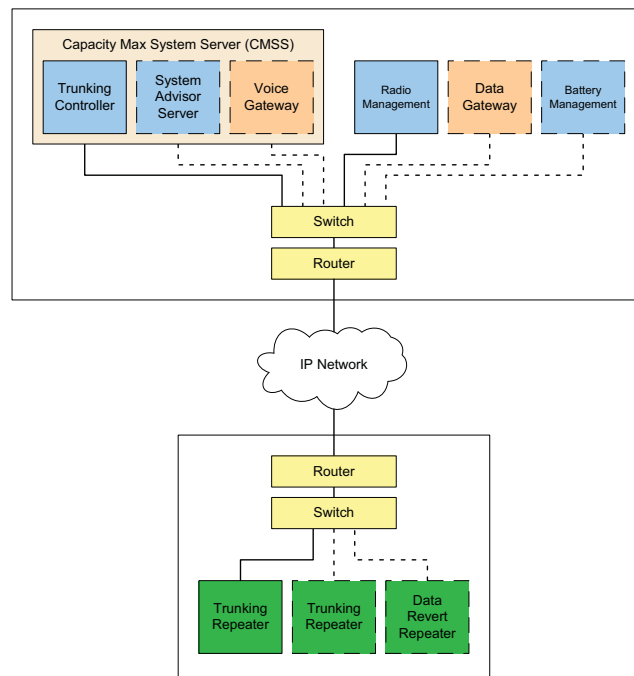 Capacity Max System Server (CMSS)
Trunking
Controller
System
Advisor
Server
Voice
Gateway
Radio
Management
Data
Gateway
Battery
Management
Switch
Router
IP Network
Router
Switch
Trunking
Repeater
Trunking
Repeater
Data
Revert
Repeater